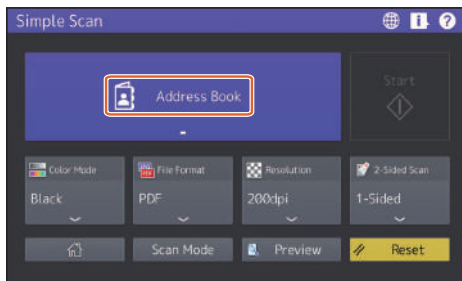 Simple Scan
Address Book
Start
Color Mode
File Format
Resolution
2-Sided Scan
Black
PDF
200dpi
1-Sided
Scan Mode
Preview
Reset